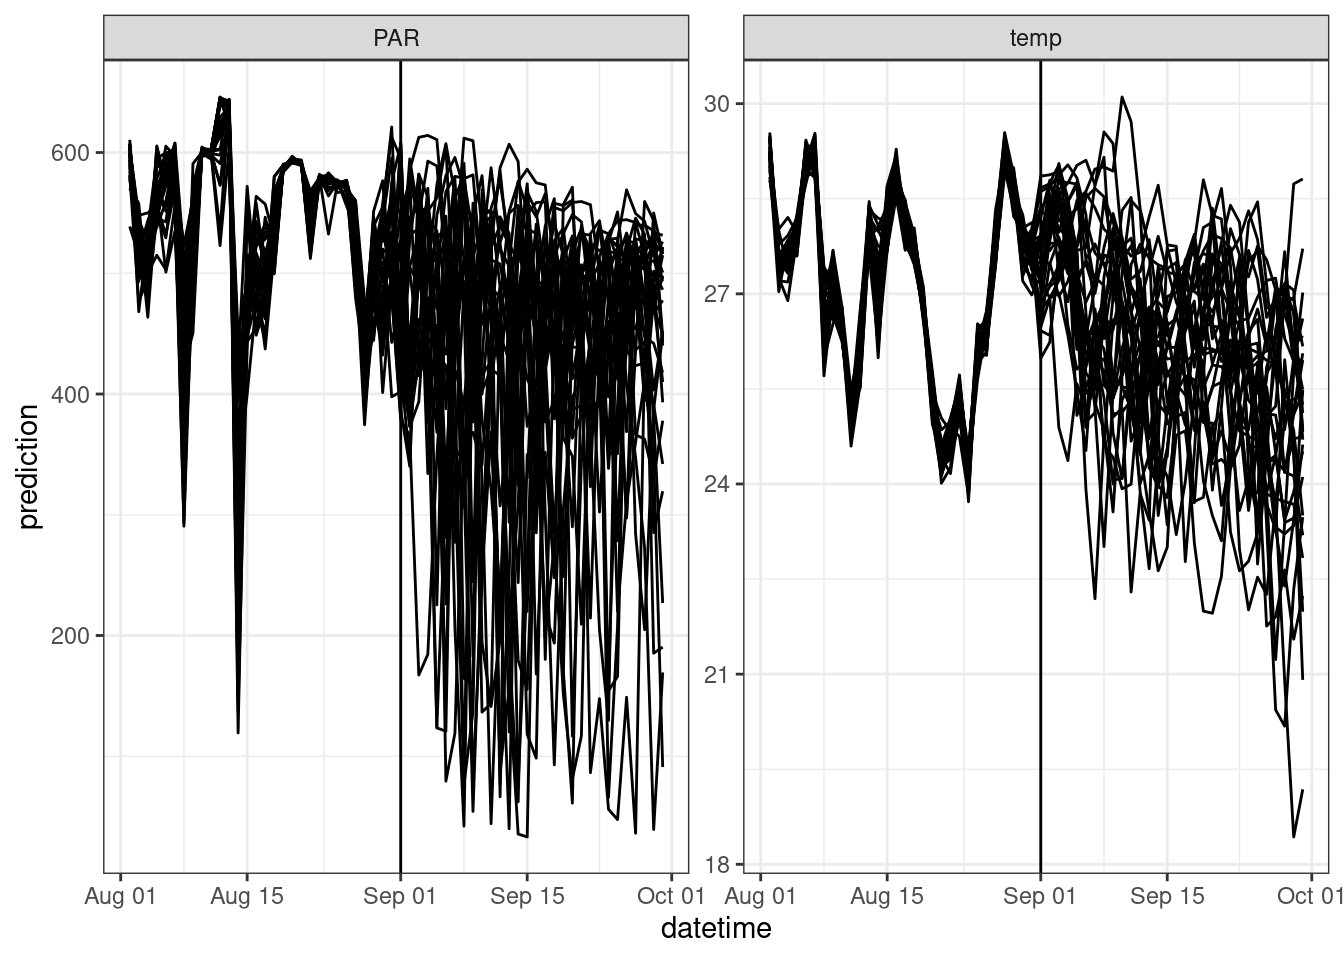 PAR
temp
prediction
600
400
200
30
27
24
21
18
Aug 01 Aug 15 Sep 01 Sep 15 Oct 01
Aug 01 Aug 15 Sep 01 Sep 15 Oct 01
datetime